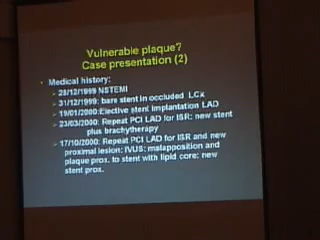 Vulnerable plaque?
Case presentation (2)
• Medical history:
➢ 28/12/1999 NSTEMI
➢ 31/12/1999: bare stent in occluded LCx
➢ 19/01/2000:Elective stent implantation LAD
➢ 23/03/2000: Repeat PCI LAD for ISR: new stent
plus brachytherapy
➢ 17/10/2000: Repeat PCI LAD for ISR and new
proximal lesion: IVUS: malapposition and
plaque prox. to stent with lipid core: new
stent prox.